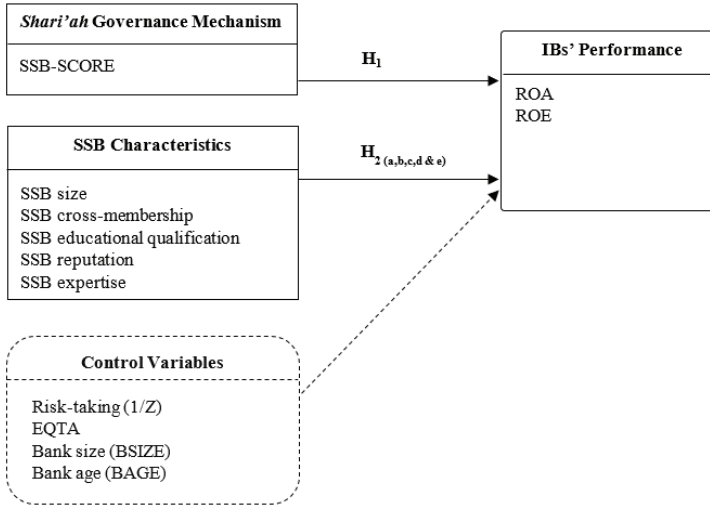 Shari'ah Governance Mechanism
SSB-SCORE
H1
IBs' Performance
ROA
ROE
SSB Characteristics
SSB size
SSB cross-membership
SSB educational qualification
SSB reputation
SSB expertise
H2 (a,b,c,d & e)
Control Variables
Risk-taking (1/Z)
EQTA
Bank size (BSIZE)
Bank age (BAGE)